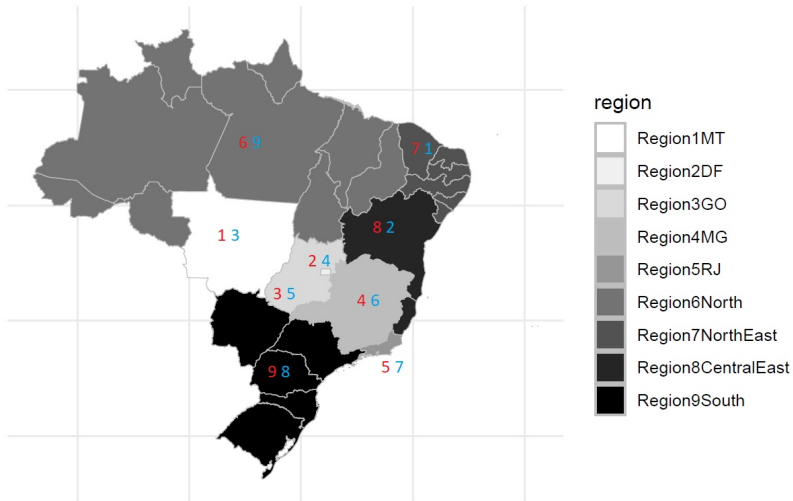 6 9
7 1
1 3
8 2
2 4
3 5
4 6
9 8
5 7
region
Region1MT
Region2DF
Region3GO
Region4MG
Region5RJ
Region6North
Region7NorthEast
Region8CentralEast
Region9South